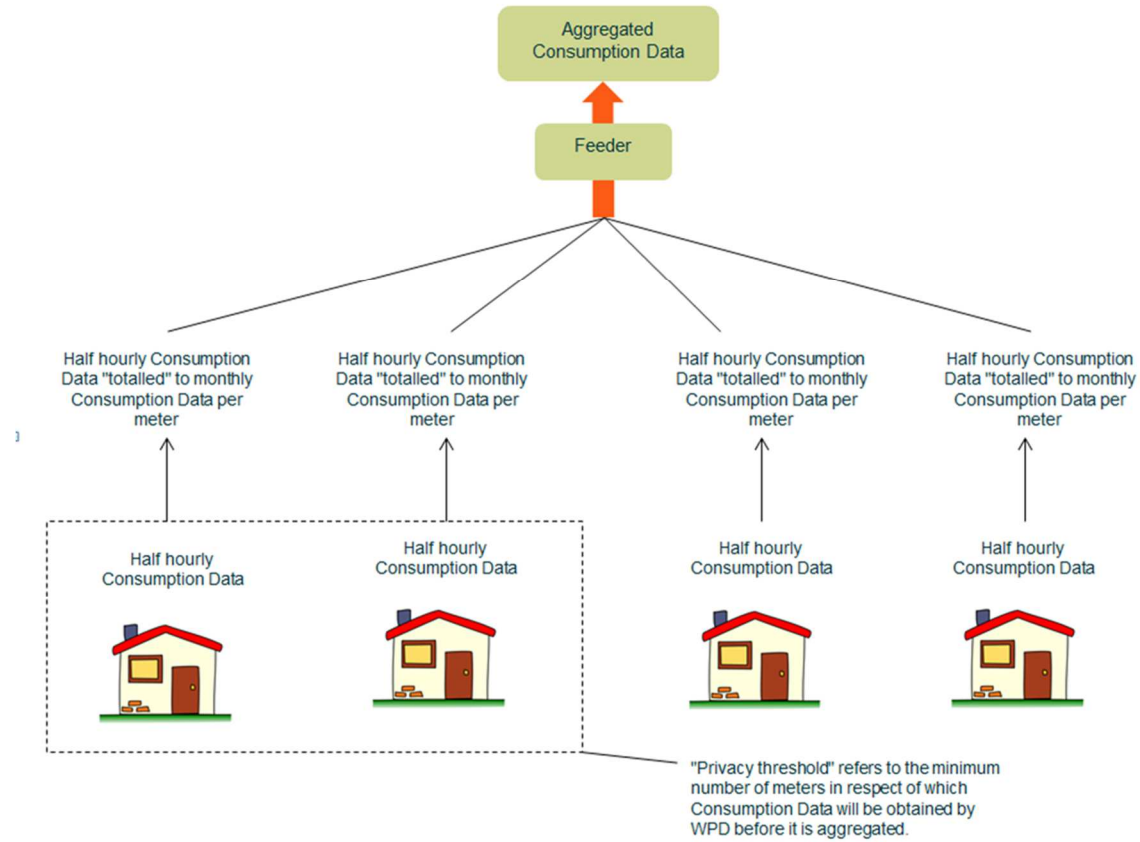 Aggregated
Consumption Data
Feeder
Half hourly Consumption
Data "totalled" to monthly
Consumption Data per
meter
Half hourly Consumption
Data "totalled" to monthly
Consumption Data per
meter
Half hourly Consumption
Data "totalled" to monthly
Consumption Data per
meter
Half hourly Consumption
Data "totalled" to monthly
Consumption Data per
meter
Half hourly
Consumption Data
Half hourly
Consumption Data
Half hourly
Consumption Data
Half hourly
Consumption Data
"Privacy threshold" refers to the minimum
number of meters in respect of which
Consumption Data will be obtained by
WPD before it is aggregated.